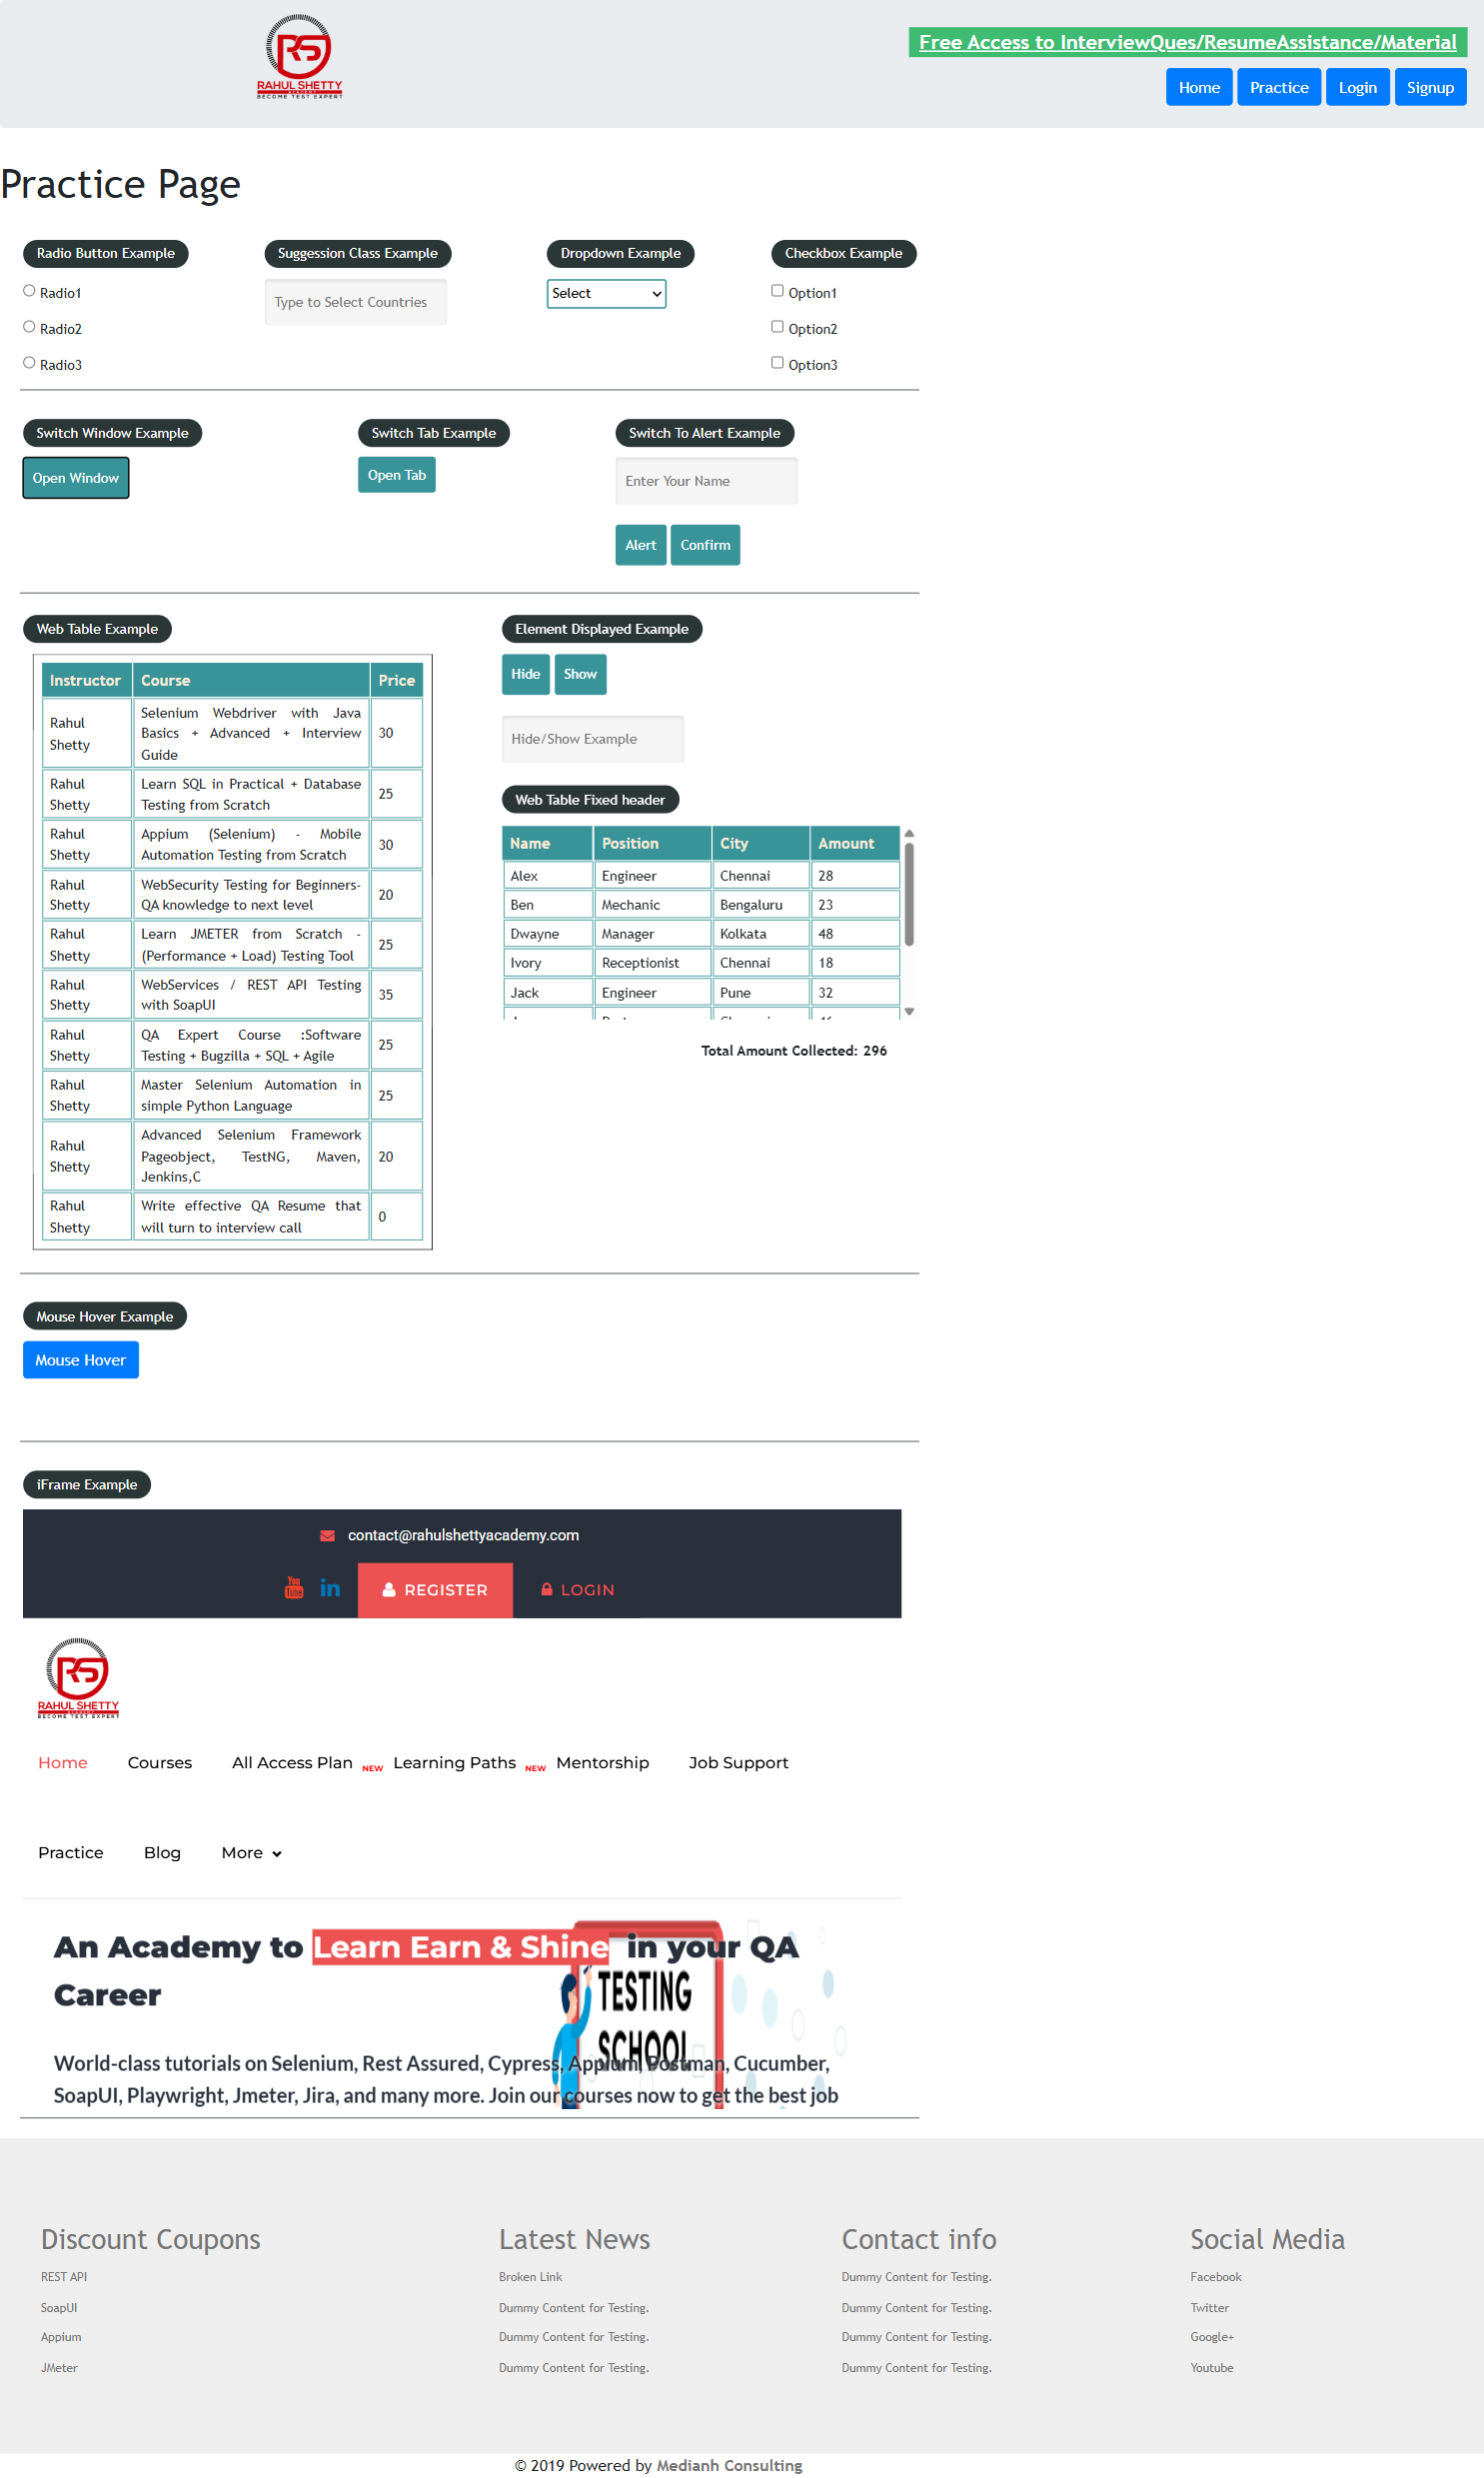 RAHUL SHETTY
ACADEMY
BECOME TEST EXPERT
Free Access to InterviewQues/ResumeAssistance/Material
Home Practice Login Signup
Practice Page
Radio Button Example
Radio1
Radio2
Radio3
Suggession Class Example
Type to Select Countries
Dropdown Example
Select
Checkbox Example
Option1
Option2
Option3
Switch Window Example
Open Window
Switch Tab Example
Open Tab
Switch To Alert Example
Enter Your Name
Alert Confirm
Web Table Example
Instructor Course Price
Rahul Shetty Selenium Webdriver with Java Basics + Advanced + Interview Guide 30
Rahul Shetty Learn SQL in Practical + Database Testing from Scratch 25
Rahul Shetty Appium (Selenium) - Mobile Automation Testing from Scratch 30
Rahul Shetty WebSecurity Testing for Beginners-QA knowledge to next level 20
Rahul Shetty Learn JMETER from Scratch - (Performance + Load) Testing Tool 25
Rahul Shetty WebServices / REST API Testing with SoapUI 35
Rahul Shetty QA Expert Course :Software Testing + Bugzilla + SQL + Agile 25
Rahul Shetty Master Selenium Automation in simple Python Language 25
Rahul Shetty Advanced Selenium Framework Pageobject, TestNG, Maven, Jenkins,C 20
Rahul Shetty Write effective QA Resume that will turn to interview call 0
Element Displayed Example
Hide Show
Hide/Show Example
Web Table Fixed header
Name Position City Amount
Alex Engineer Chennai 28
Ben Mechanic Bengaluru 23
Dwayne Manager Kolkata 48
Ivory Receptionist Chennai 18
Jack Engineer Pune 32
Total Amount Collected: 296
Mouse Hover Example
Mouse Hover
iFrame Example
contact@rahulshettyacademy.com
You Tube in REGISTER LOGIN
RAHUL SHETTY
ACADEMY
BECOME TEST EXPERT
Home Courses All Access Plan NEW Learning Paths NEW Mentorship Job Support
Practice Blog More
An Academy to Learn Earn & Shine in your QA
Career
TESTING
SCHOOL
World-class tutorials on Selenium, Rest Assured, Cypress, Appium, Postman, Cucumber,
SoapUI, Playwright, Jmeter, Jira, and many more. Join our courses now to get the best job
Discount Coupons
REST API
SoapUI
Appium
JMeter
Latest News
Broken Link
Dummy Content for Testing.
Dummy Content for Testing.
Dummy Content for Testing.
Contact info
Dummy Content for Testing.
Dummy Content for Testing.
Dummy Content for Testing.
Dummy Content for Testing.
Social Media
Facebook
Twitter
Google+
Youtube
© 2019 Powered by Medianh Consulting